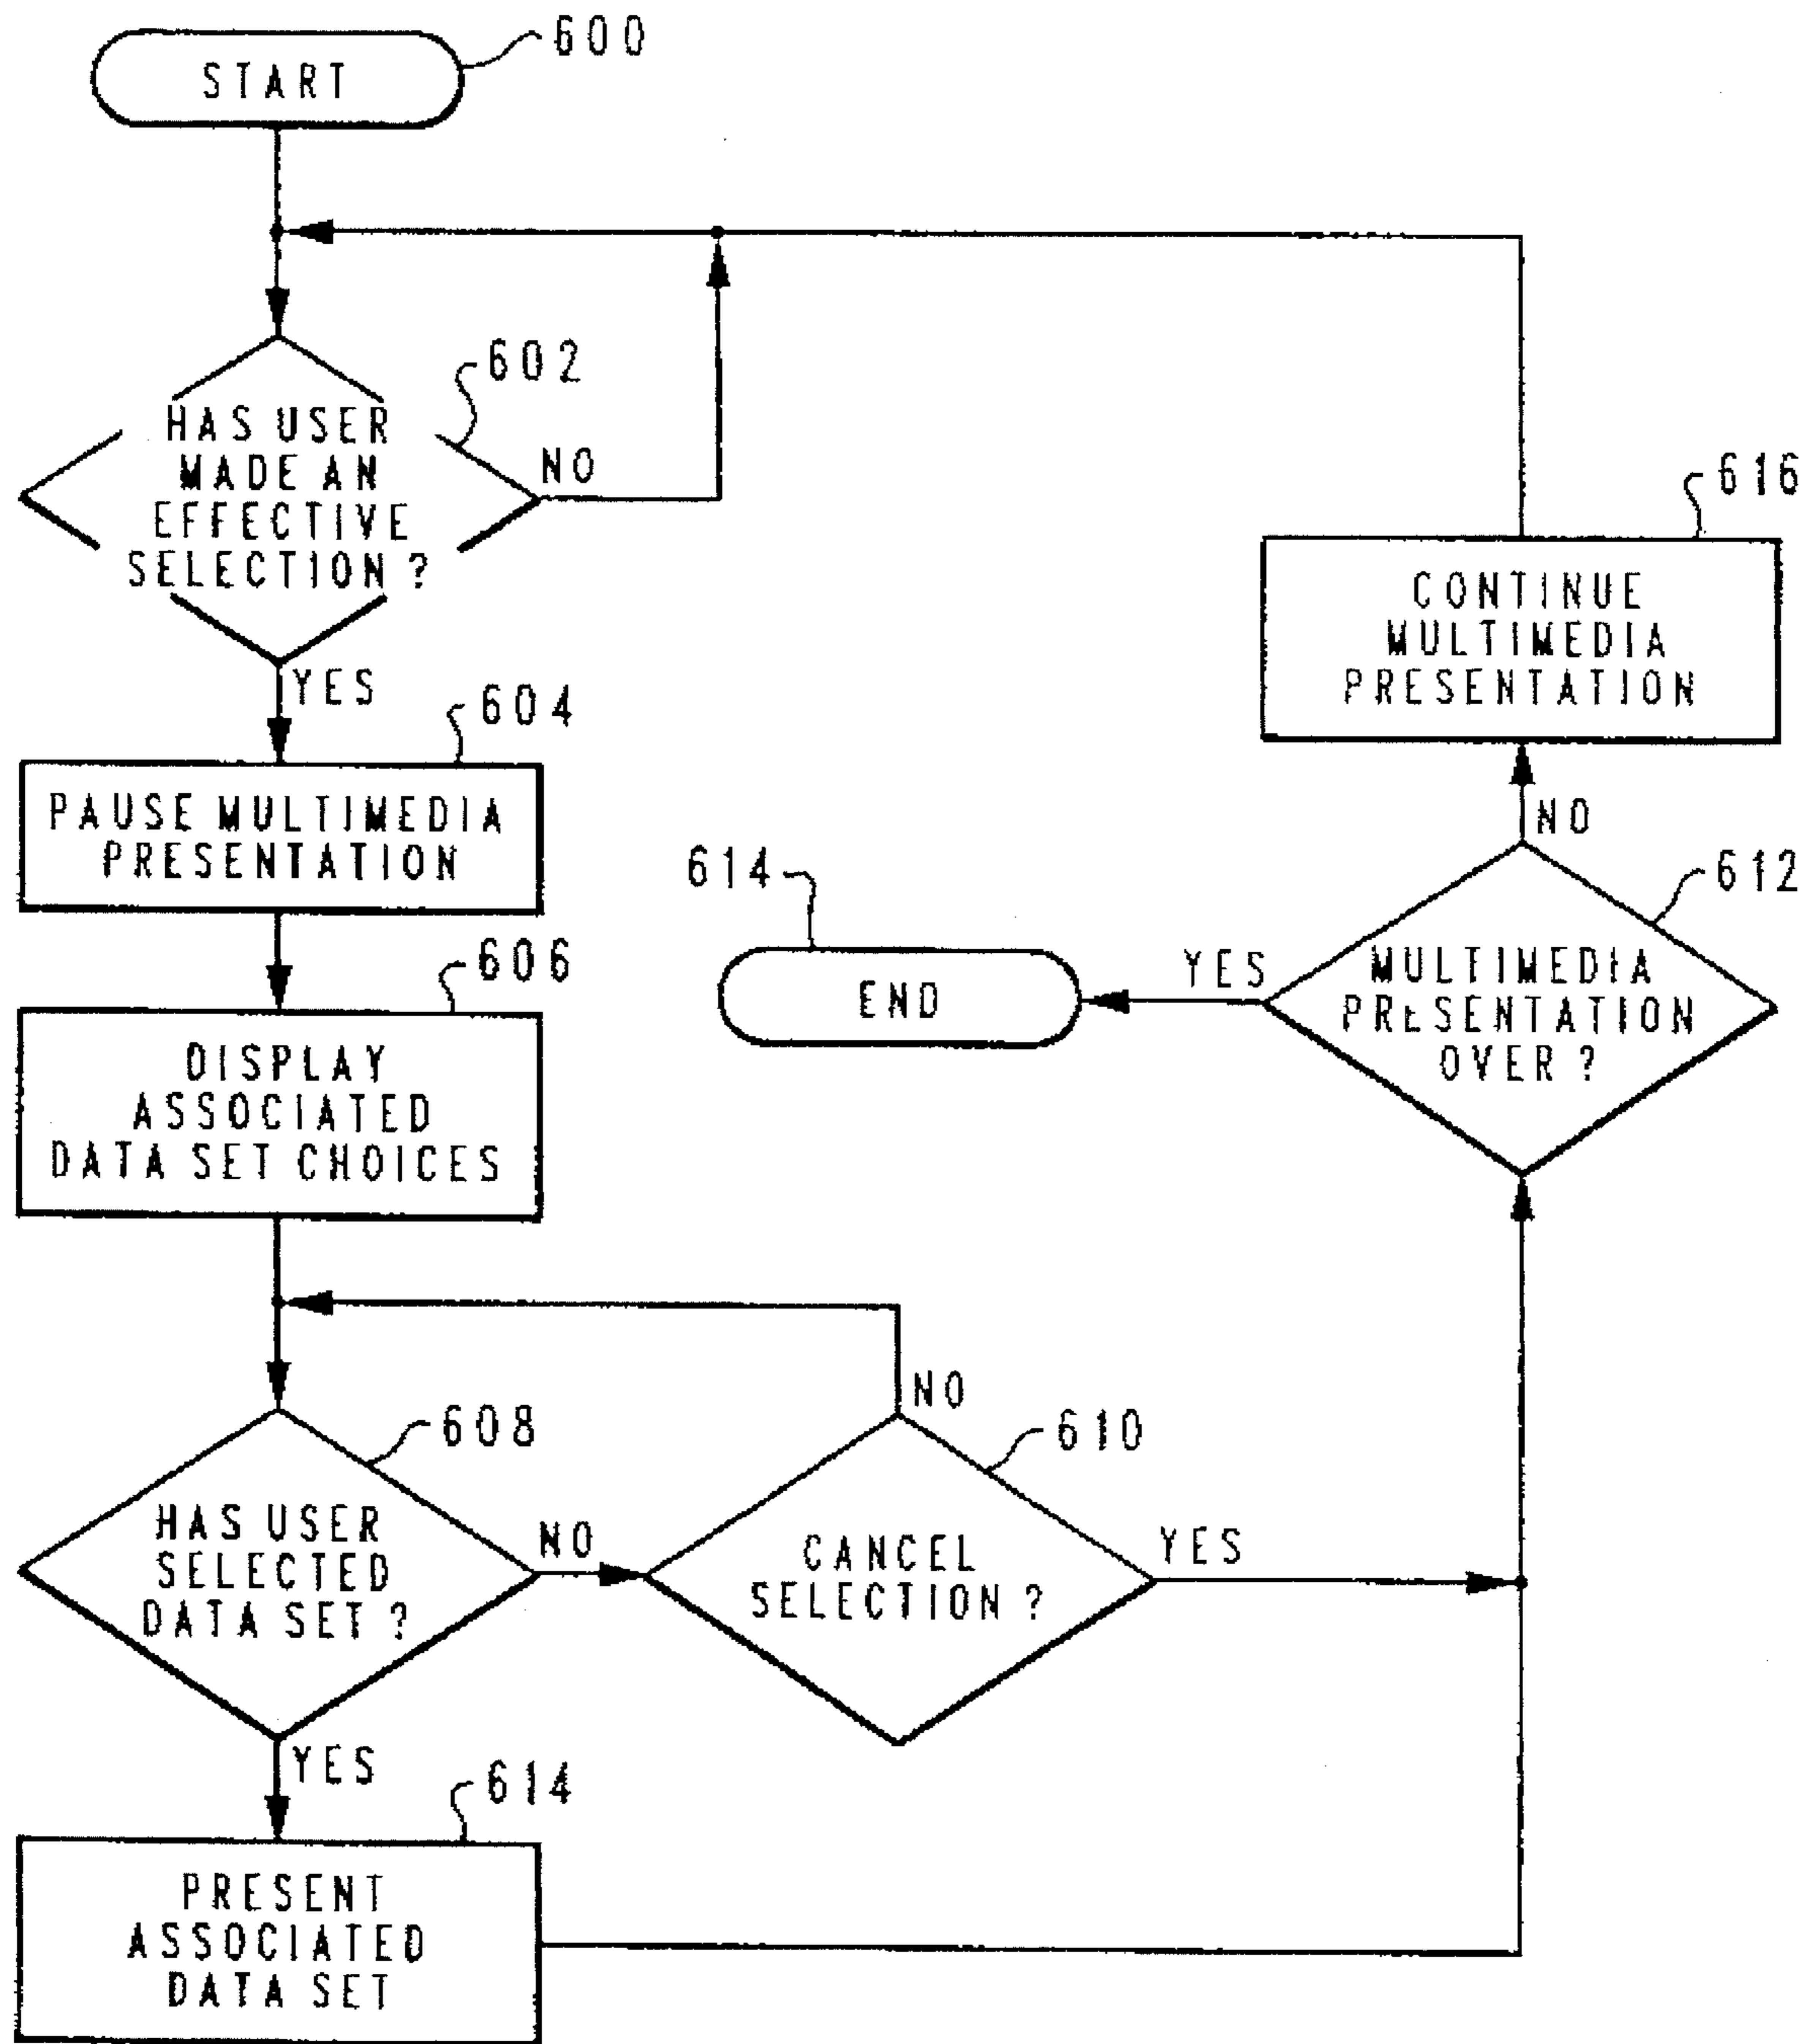 600
START
602
HAS USER
MADE AN
EFFECTIVE
SELECTION?
NO
YES
604
PAUSE MULTIMEDIA
PRESENTATION
606
DISPLAY
ASSOCIATED
DATA SET CHOICES
608
HAS USER
SELECTED
DATA SET?
NO
YES
610
CANCEL
SELECTION?
NO
YES
614
PRESENT
ASSOCIATED
DATA SET
616
CONTINUE
MULTIMEDIA
PRESENTATION
NO
612
MULTIMEDIA
PRESENTATION
OVER?
YES
614
END